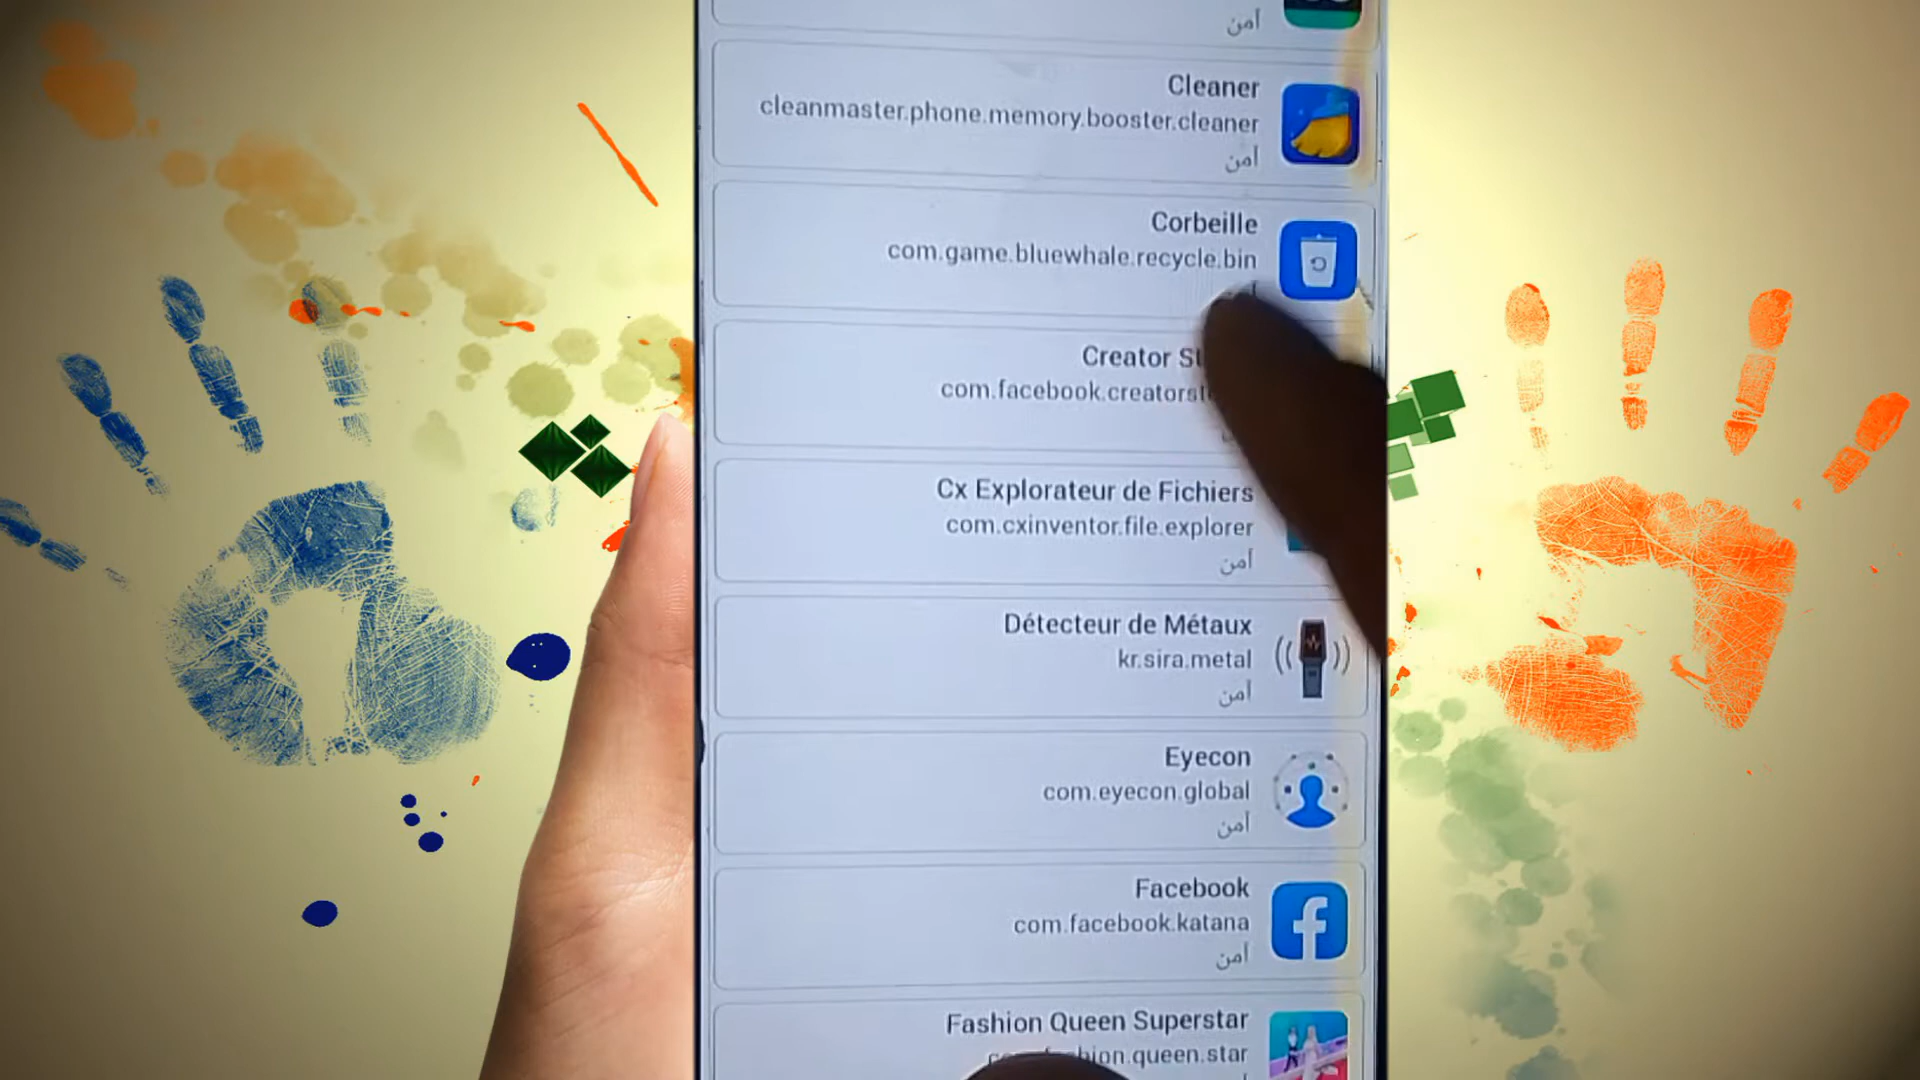 آمن
Cleaner
cleanmaster.phone.memory.booster.cleaner
آمن
Corbeille
com.game.bluewhale.recycle.bin
Creator
Cx Explorateur de Fichiers
com.cxinventor.file.explorer
آمن
Détecteur de Métaux
kr.sira.metal
آمن
Eyecon
com.eyecon.global
آمن
Facebook
com.facebook.katana
آمن
Fashion Queen Superstar